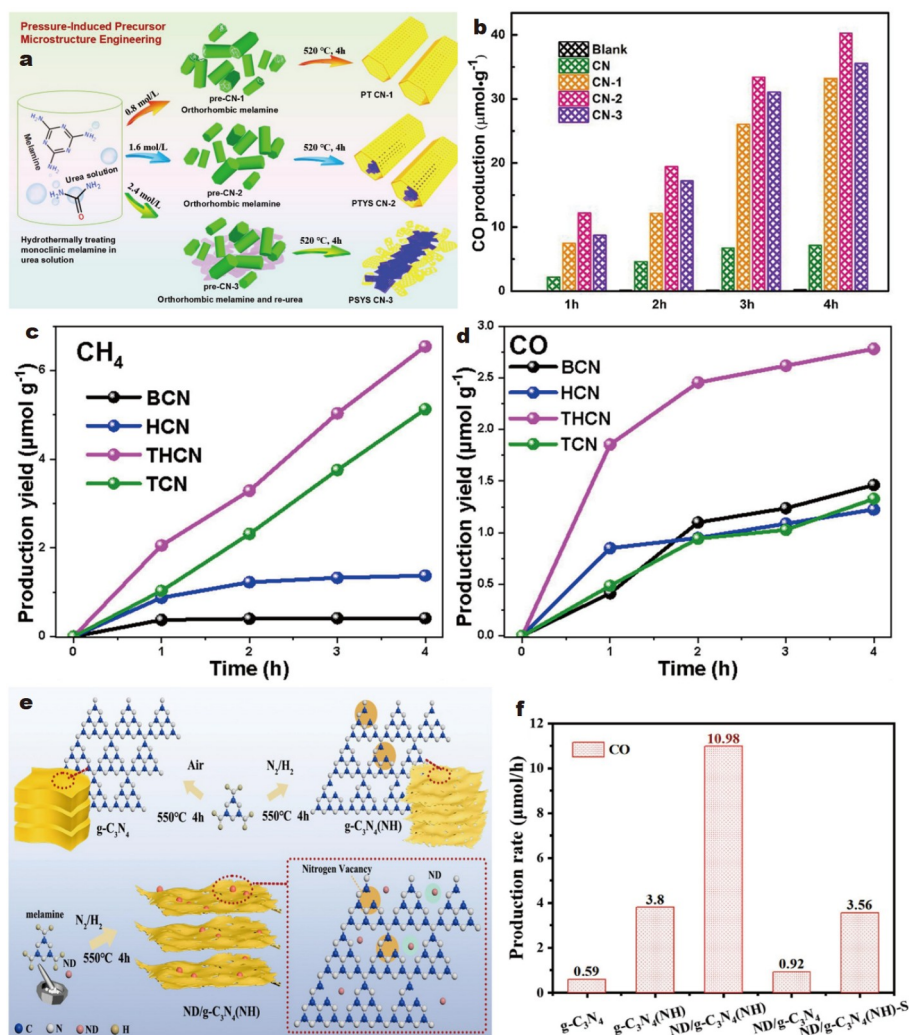 Pressure-Induced Precursor
Microstructure Engineering
a
Melamine
NH₂
H₂N
NH₂
Urea solution
H₂N
NH₂
O
Hydrothermally treating
monoclinic melamine in
urea solution
0.8 mol/L
1.6 mol/L
2.4 mol/L
pre-CN-1
Orthorhombic melamine
520 °C, 4h
PT CN-1
pre-CN-2
Orthorhombic melamine
520 °C, 4h
PTYS CN-2
pre-CN-3
Orthorhombic melamine and re-urea
520 °C, 4h
PSYS CN-3
b
CO production (μmol•g⁻¹)
40
30
20
10
0
Blank
CN
CN-1
CN-2
CN-3
1h 2h 3h 4h
c
CH₄
BCN
HCN
THCN
TCN
Production yield (μmol g⁻¹)
6
4
2
0
0 1 2 3 4
Time (h)
d
CO
BCN
HCN
THCN
TCN
Production yield (μmol g⁻¹)
3.0
2.5
2.0
1.5
1.0
0.5
0.0
0 1 2 3 4
Time (h)
e
Air
N₂/H₂
550℃ 4h
550℃ 4h
g-C₃N₄
g-C₃N₄(NH)
melamine
ND
N₂/H₂
550℃ 4h
ND/g-C₃N₄(NH)
Nitrogen Vacancy
ND
C N ND H
f
CO
Production rate (μmol/h)
12
10
8
6
4
2
0
0.59
3.8
10.98
0.92
3.56
g-C₃N₄
g-C₃N₄(NH)
ND/g-C₃N₄(NH)
ND/g-C₃N₄
ND/g-C₃N₄(NH)-S